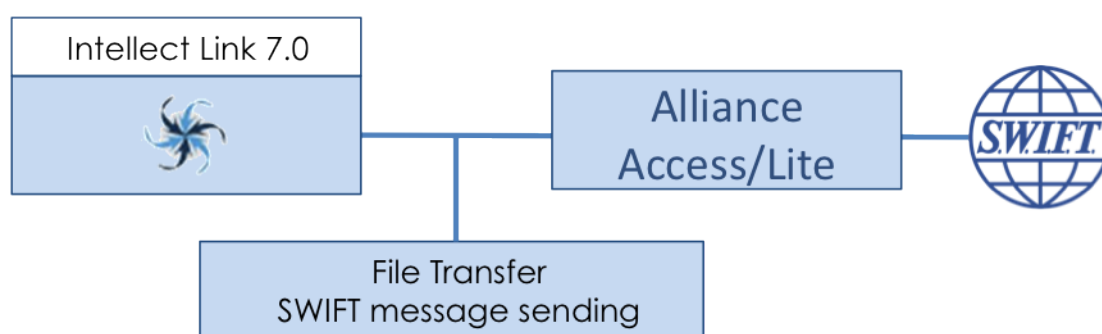 Intellect Link 7.0
Alliance
Access/Lite
S.W.I.F.T.
File Transfer
SWIFT message sending